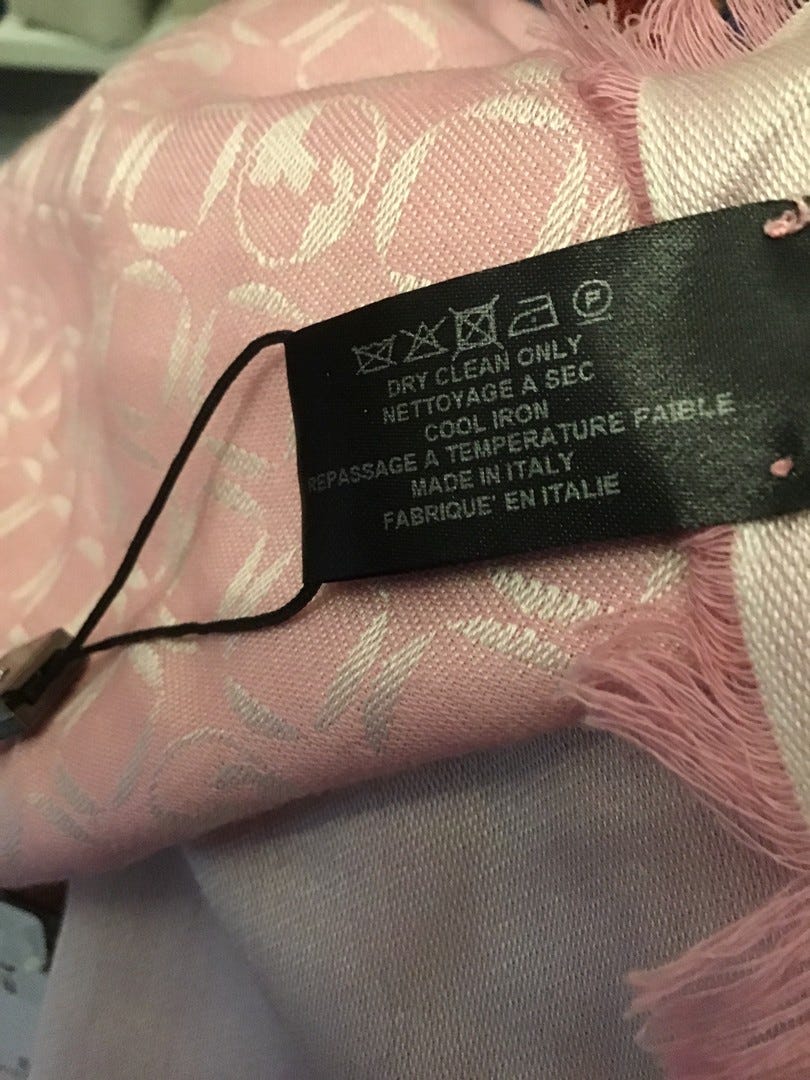 P
DRY CLEAN ONLY
NETTOYAGE A SEC
COOL IRON
REPASSAGE A TEMPERATURE FAIBLE
MADE IN ITALY
FABRIQUE' EN ITALIE